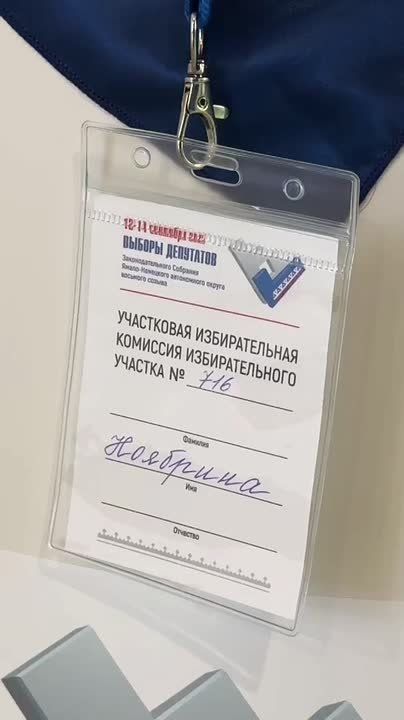 12-14 сентября 2025
ВЫБОРЫ ДЕПУТАТОВ
Законодательного Собрания
Ямало-Ненецкого автономного округа
восьмого созыва
УЧАСТКОВАЯ ИЗБИРАТЕЛЬНАЯ
КОМИССИЯ ИЗБИРАТЕЛЬНОГО
УЧАСТКА № 716
Фамилия
Ноябрина
Имя
Отчество